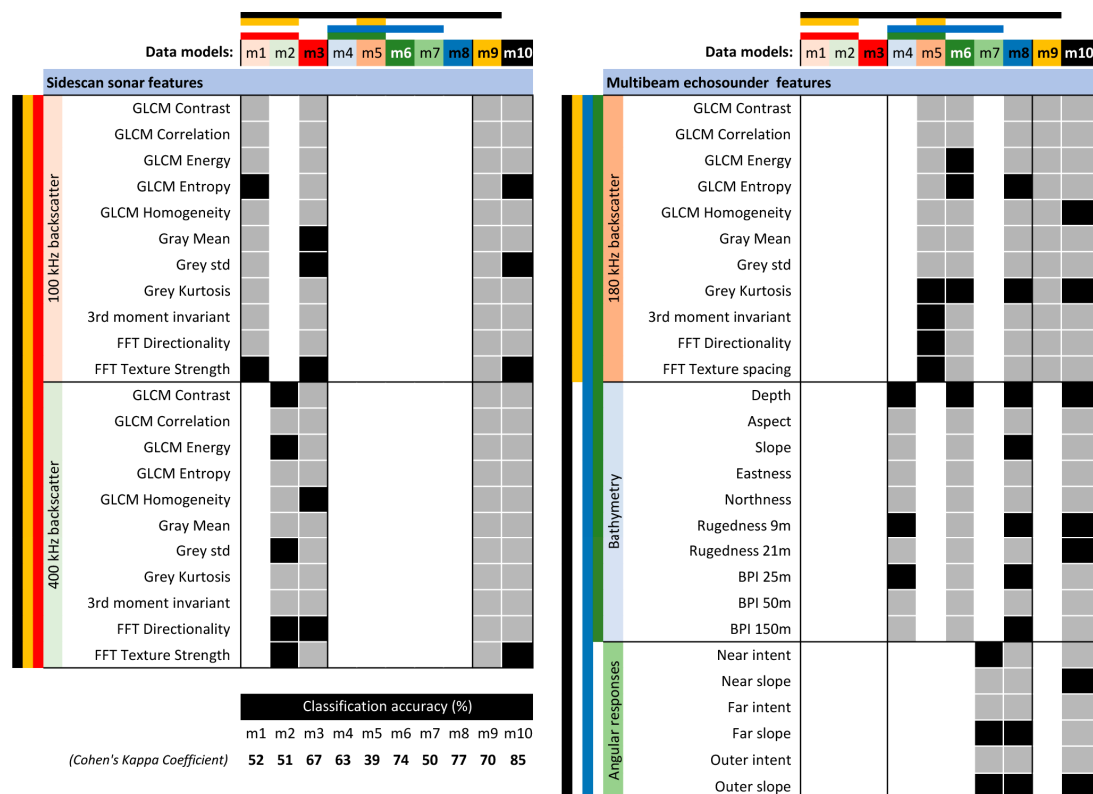 Data models: m1 m2 m3 m4 m5 m6 m7 m8 m9 m10
Sidescan sonar features
100 kHz backscatter
GLCM Contrast
GLCM Correlation
GLCM Energy
GLCM Entropy
GLCM Homogeneity
Gray Mean
Grey std
Grey Kurtosis
3rd moment invariant
FFT Directionality
FFT Texture Strength
400 kHz backscatter
GLCM Contrast
GLCM Correlation
GLCM Energy
GLCM Entropy
GLCM Homogeneity
Gray Mean
Grey std
Grey Kurtosis
3rd moment invariant
FFT Directionality
FFT Texture Strength
Classification accuracy (%)
m1 m2 m3 m4 m5 m6 m7 m8 m9 m10
(Cohen's Kappa Coefficient) 52 51 67 63 39 74 50 77 70 85
Data models: m1 m2 m3 m4 m5 m6 m7 m8 m9 m10
Multibeam echosounder features
180 kHz backscatter
GLCM Contrast
GLCM Correlation
GLCM Energy
GLCM Entropy
GLCM Homogeneity
Gray Mean
Grey std
Grey Kurtosis
3rd moment invariant
FFT Directionality
FFT Texture spacing
Bathymetry
Depth
Aspect
Slope
Eastness
Northness
Rugedness 9m
Rugedness 21m
BPI 25m
BPI 50m
BPI 150m
Angular responses
Near intent
Near slope
Far intent
Far slope
Outer intent
Outer slope